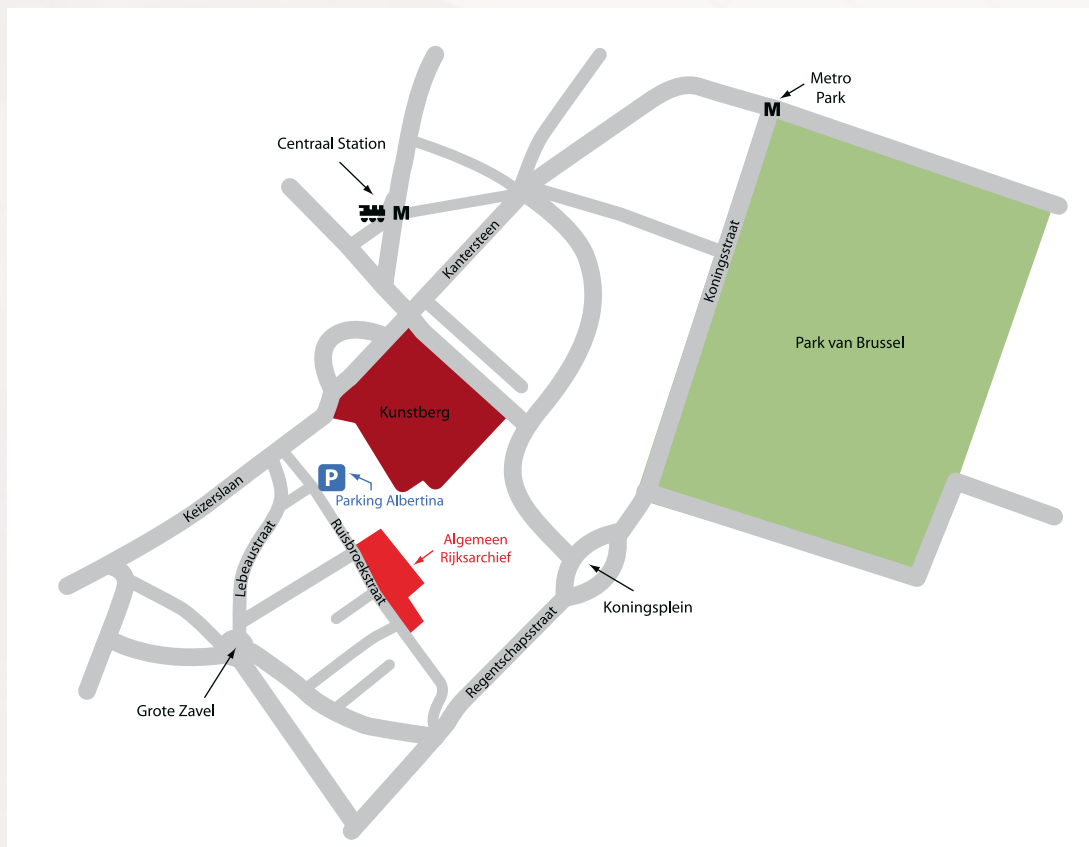 Metro
Park
M
Centraal Station
M
Kantersteen
Koningsstraat
Park van Brussel
Kunstberg
P
Parking Albertina
Keizerslaan
Lebeaustraat
Ruisbroekstraat
Algemeen
Rijksarchief
Koningsplein
Regentschapsstraat
Grote Zavel